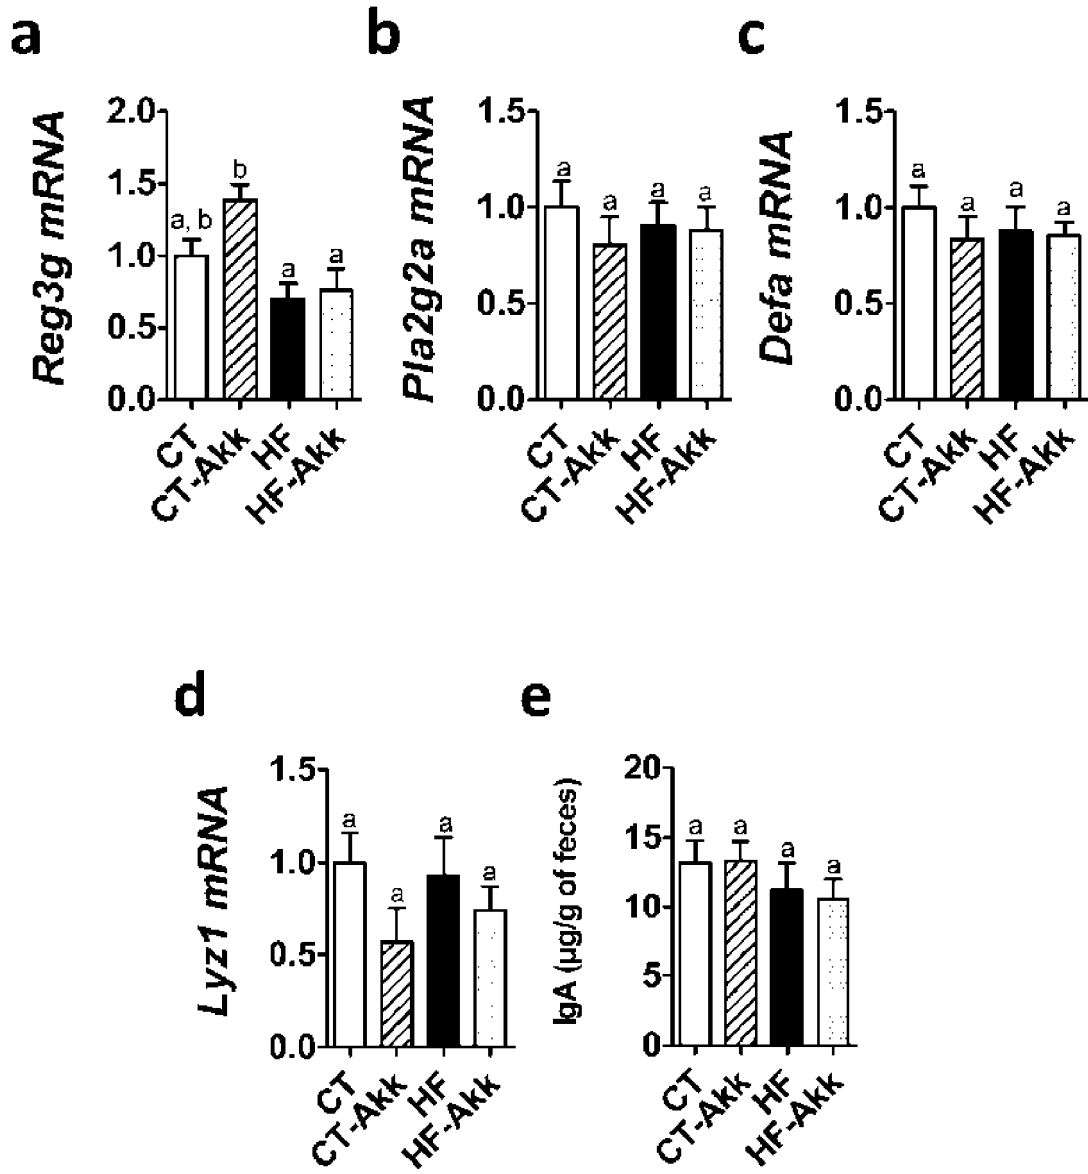 a
Reg3g mRNA
2.0
1.5
1.0
0.5
0.0
a, b
b
a
a
CT
CT-Akk
HF
HF-Akk
b
Pla2g2a mRNA
1.5
1.0
0.5
0.0
a
a
a
a
CT
CT-Akk
HF
HF-Akk
c
Defa mRNA
1.5
1.0
0.5
0.0
a
a
a
a
CT
CT-Akk
HF
HF-Akk
d
Lyz1 mRNA
1.5
1.0
0.5
0.0
a
a
a
a
CT
CT-Akk
HF
HF-Akk
e
IgA (µg/g of feces)
20
15
10
5
0
a
a
a
a
CT
CT-Akk
HF
HF-Akk